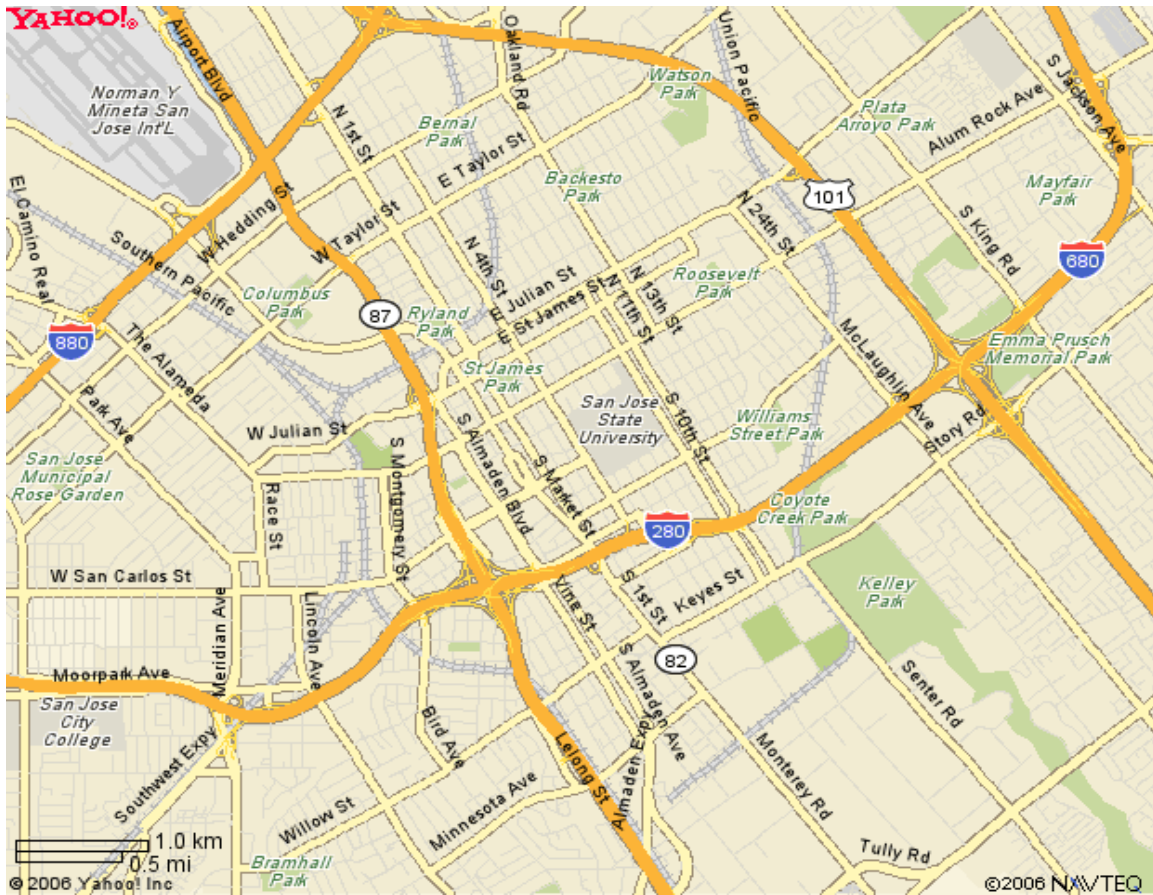 YAHOO!®
Airport Blvd
Norman Y
Mineta San
Jose Int'L
N 1st St
Bernal
Park
Oakland Rd
E Taylor St
Watson
Park
Union Pacific
Plata
Arroyo Park
S Jackson Ave
Alum Rock Ave
Backesto
Park
101
Mayfair
Park
El Camino Real
W Hedding St
Southern Pacific
W Taylor St
N 4th St
N 24th St
S King Rd
680
Columbus
Park
87
Ryland
Park
E Julian St
E St James St
N 11th St
N 13th St
Roosevelt
Park
880
The Alameda
Park Ave
St James
Park
McLaughlin Ave
Emma Prusch
Memorial Park
W Julian St
San Jose
State
University
S 10th St
Williams
Street Park
Story Rd
San Jose
Municipal
Rose Garden
Race St
S Montgomery St
S Almaden Blvd
S Market St
280
Coyote
Creek Park
W San Carlos St
Meridian Ave
Lincoln Ave
Vine St
S 1st St
Keyes St
Kelley
Park
Moorpark Ave
San Jose
City
College
82
S Almaden Ave
Senter Rd
Southwest Expy
Bird Ave
Lelong St
Almaden Expy
Monterey Rd
Willow St
Minnesota Ave
Tully Rd
1.0 km
0.5 mi
Bramhall
Park
©2006 Yahoo! Inc
©2006 NAVTEQ